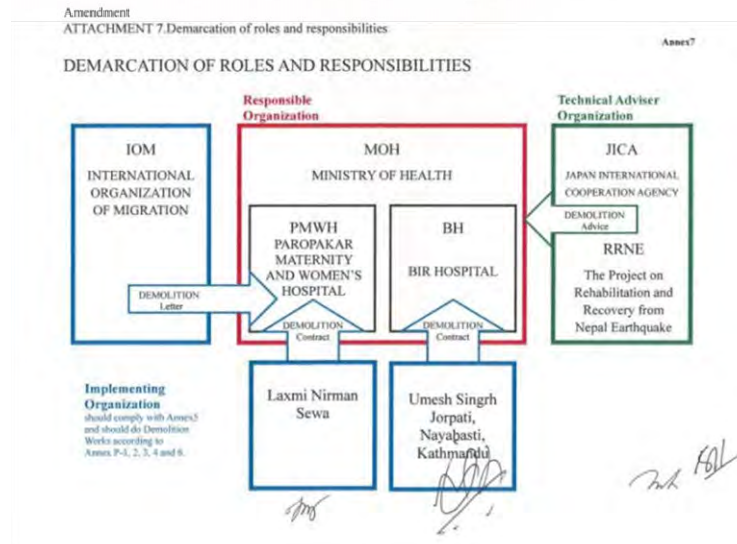 Amendment
ATTACHMENT 7.Demarcation of roles and responsibilities
Annex7
DEMARCATION OF ROLES AND RESPONSIBILITIES
Responsible
Organization
Technical Adviser
Organization
IOM
INTERNATIONAL
ORGANIZATION
OF MIGRATION
DEMOLITION
Letter
MOH
MINISTRY OF HEALTH
PMWH
PAROPAKAR
MATERNITY
AND WOMEN'S
HOSPITAL
DEMOLITION
Contract
BH
BIR HOSPITAL
DEMOLITION
Contract
JICA
JAPAN INTERNATIONAL
COOPERATION AGENCY
DEMOLITION
Advice
RRNE
The Project on
Rehabilitation and
Recovery from
Nepal Earthquake
Implementing
Organization
should comply with Annex5
and should do Demolition
Works according to
Annex P-1, 2, 3, 4 and 6.
Laxmi Nirman
Sewa
Umesh Singrh
Jorpati,
Nayabasti,
Kathmandu